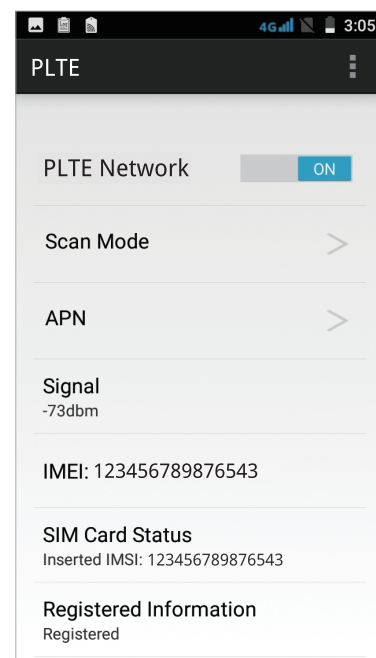 4G 3:05
PLTE
PLTE Network ON
Scan Mode
APN
Signal
-73dbm
IMEI: 123456789876543
SIM Card Status
Inserted IMSI: 123456789876543
Registered Information
Registered